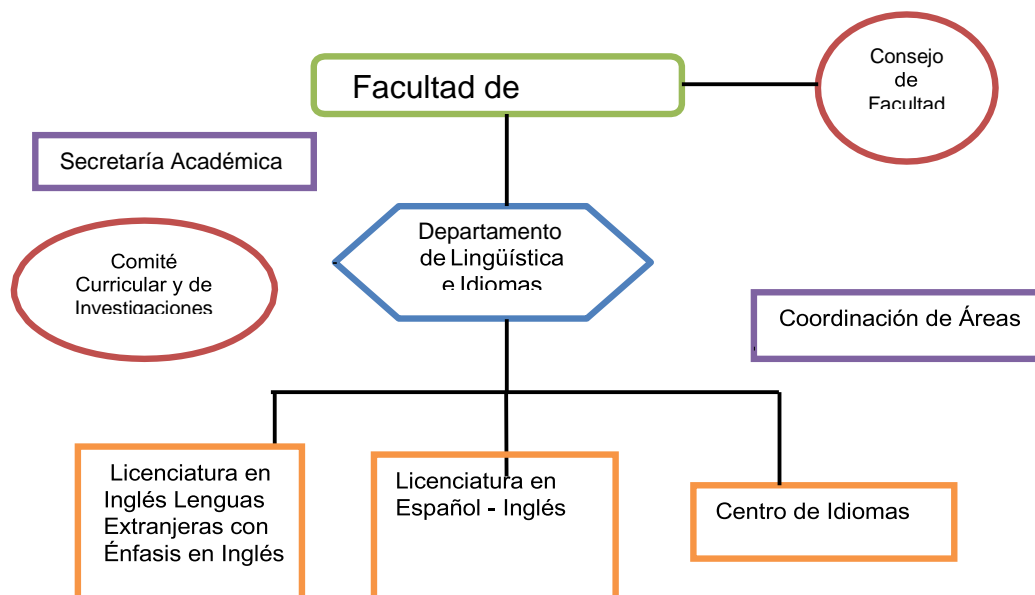 Facultad de
Consejo
de
Facultad
Secretaría Académica
Departamento
de Lingüística
e Idiomas
Comité
Curricular y de
Investigaciones
Coordinación de Áreas
Licenciatura en
Inglés Lenguas
Extranjeras con
Énfasis en Inglés
Licenciatura en
Español - Inglés
Centro de Idiomas